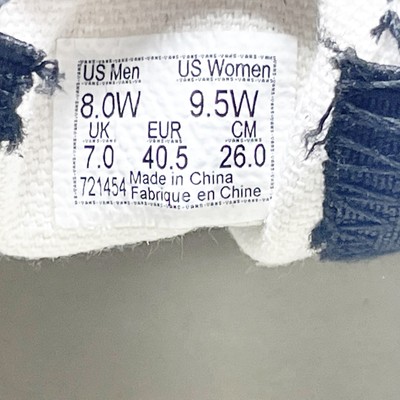 US Men US Women
8.0W 9.5W
UK EUR CM
7.0 40.5 26.0
721454 Made in China
Fabrique en Chine